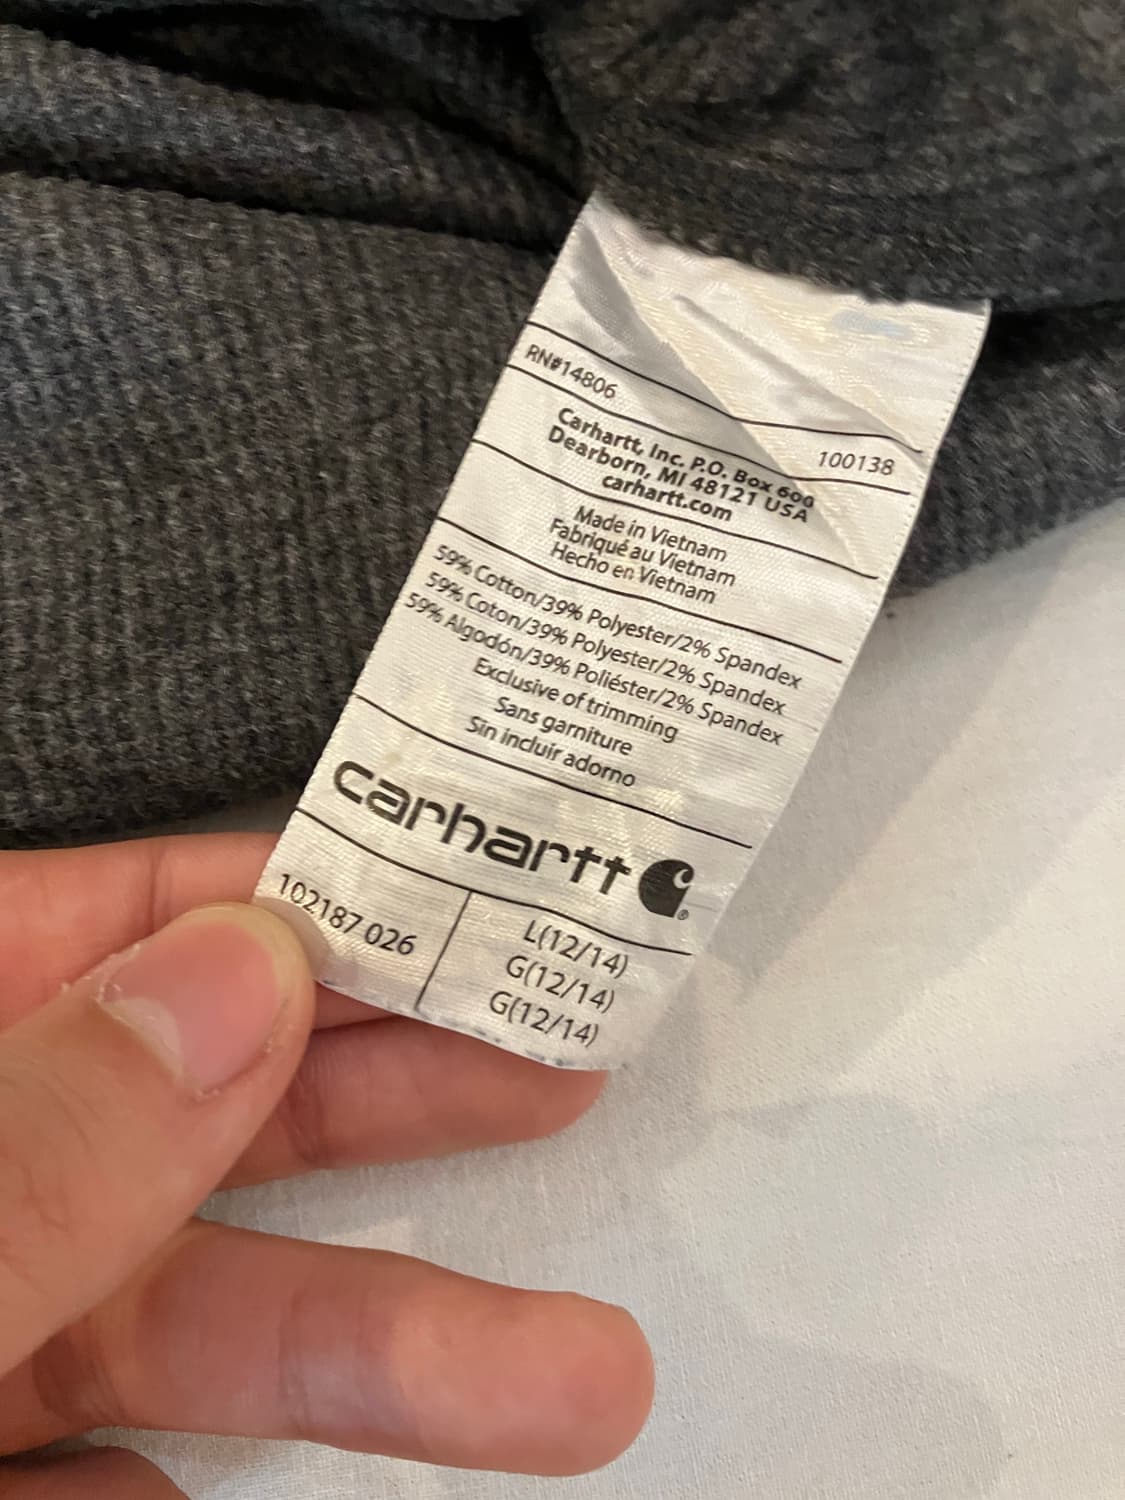 RN#14806
100138
Carhartt, Inc. P.O. Box 600
Dearborn, MI 48121 USA
carhartt.com
Made in Vietnam
Fabriqué au Vietnam
Hecho en Vietnam
59% Cotton/39% Polyester/2% Spandex
59% Coton/39% Polyester/2% Spandex
59% Algodón/39% Poliéster/2% Spandex
Exclusive of trimming
Sans garniture
Sin incluir adorno
carhartt ®
102187 026
L(12/14)
G(12/14)
G(12/14)